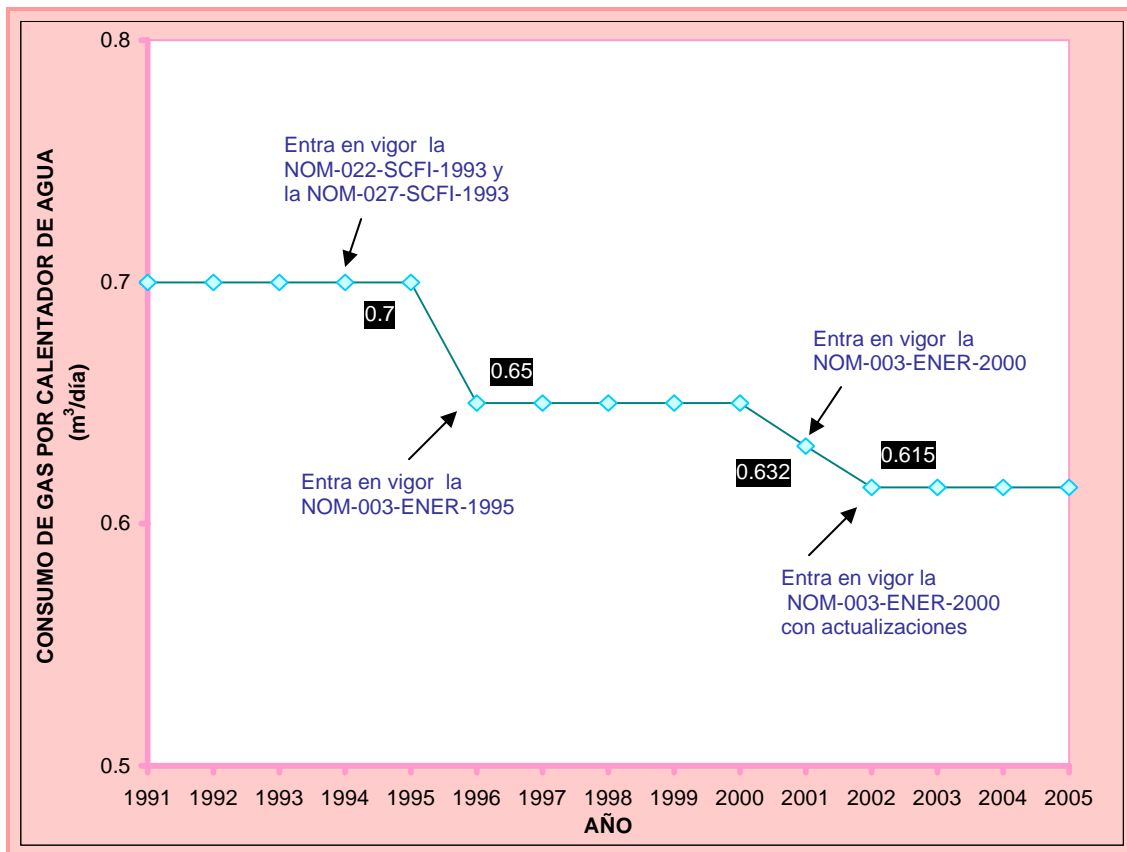 CONSUMO DE GAS POR CALENTADOR DE AGUA
(m³/día)
0.8
0.7
0.6
0.5
Entra en vigor la
NOM-022-SCFI-1993 y
la NOM-027-SCFI-1993
0.7
0.65
Entra en vigor la
NOM-003-ENER-1995
Entra en vigor la
NOM-003-ENER-2000
0.632
0.615
Entra en vigor la
NOM-003-ENER-2000
con actualizaciones
1991 1992 1993 1994 1995 1996 1997 1998 1999 2000 2001 2002 2003 2004 2005
AÑO